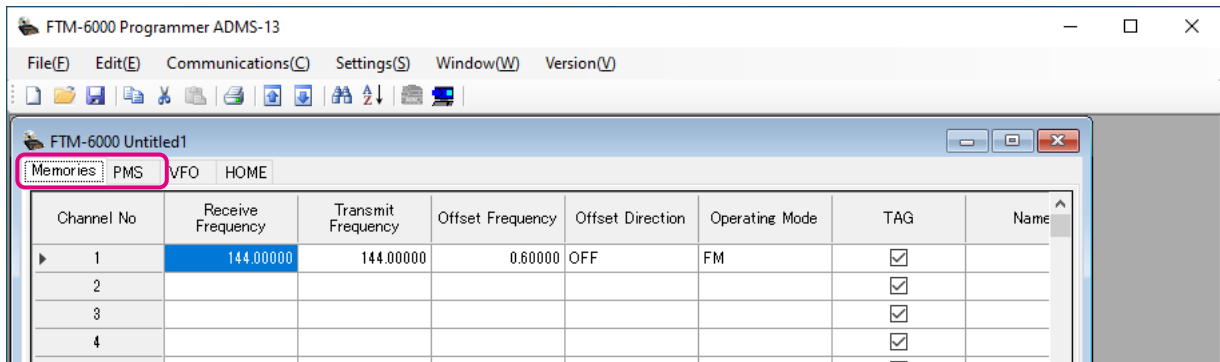 FTM-6000 Programmer ADMS-13
File(F) Edit(E) Communications(C) Settings(S) Window(W) Version(V)
FTM-6000 Untitled1
Memories PMS VFO HOME
Channel No Receive Frequency Transmit Frequency Offset Frequency Offset Direction Operating Mode TAG Name
1 144.00000 144.00000 0.60000 OFF FM
2
3
4